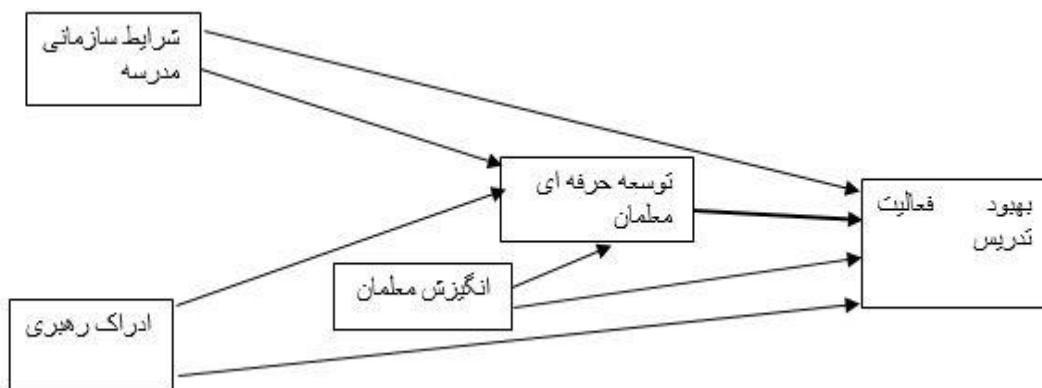 شرایط سازمانی
مدرسه
توسعه حرفه ای
معلمان
بهبود فعالیت
تدریس
انگیزش معلمان
ادراک رهبری